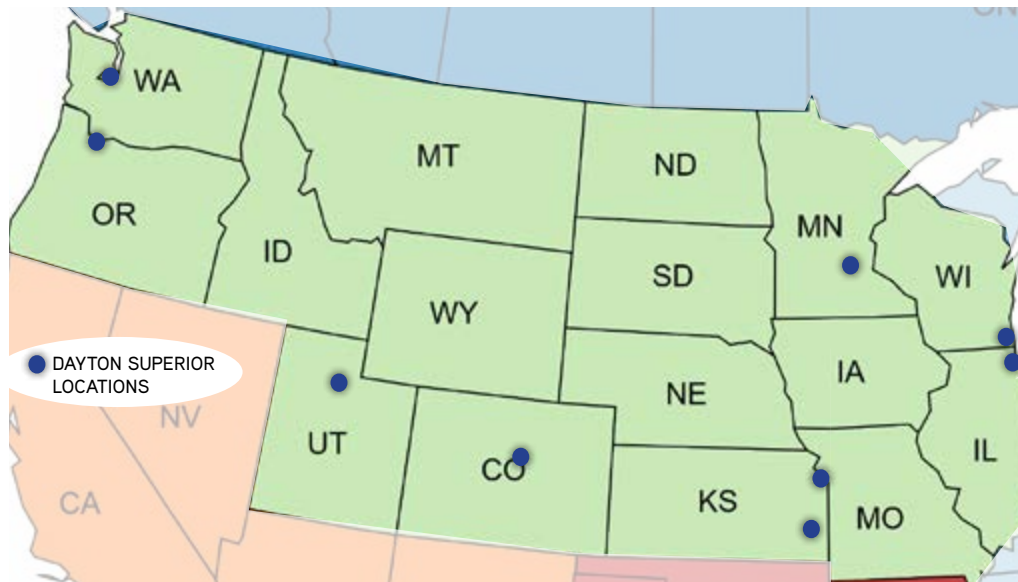 WA
MT
ND
OR
MN
ID
SD
WI
WY
DAYTON SUPERIOR
LOCATIONS
IA
NE
NV
UT
CO
IL
KS
CA
MO